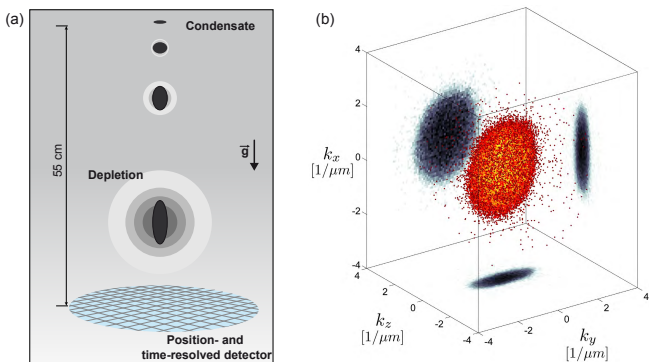 (a)
Condensate
55 cm
g
Depletion
Position- and
time-resolved detector
(b)
4
2
0
-2
-4
k_x
[1/μm]
4
2
0
-2
-4
k_z
[1/μm]
-4
-2
0
2
4
k_y
[1/μm]